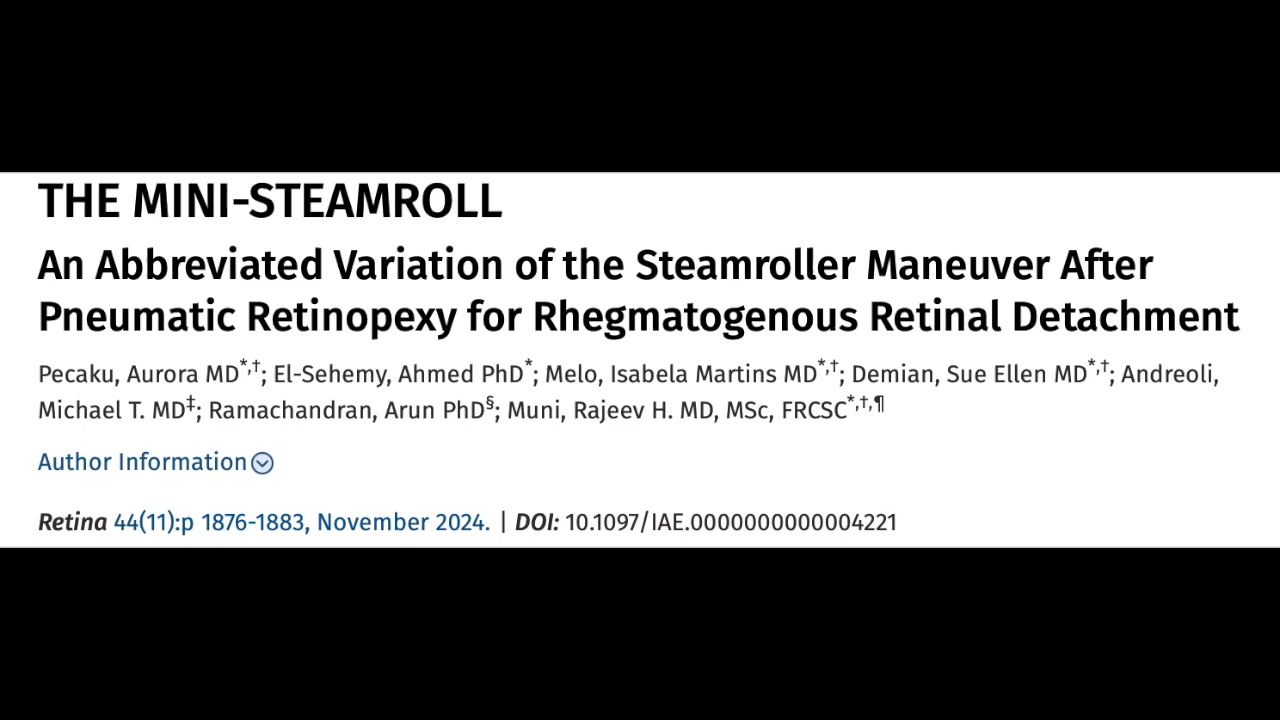 THE MINI-STEAMROLL
An Abbreviated Variation of the Steamroller Maneuver After
Pneumatic Retinopexy for Rhegmatogenous Retinal Detachment
Pecaku, Aurora MD*,†; El-Sehemy, Ahmed PhD*; Melo, Isabela Martins MD*,†; Demian, Sue Ellen MD*,†; Andreoli,
Michael T. MD‡; Ramachandran, Arun PhD§; Muni, Rajeev H. MD, MSc, FRCSC*,†,¶
Author Information
Retina 44(11):p 1876-1883, November 2024. | DOI: 10.1097/IAE.0000000000004221